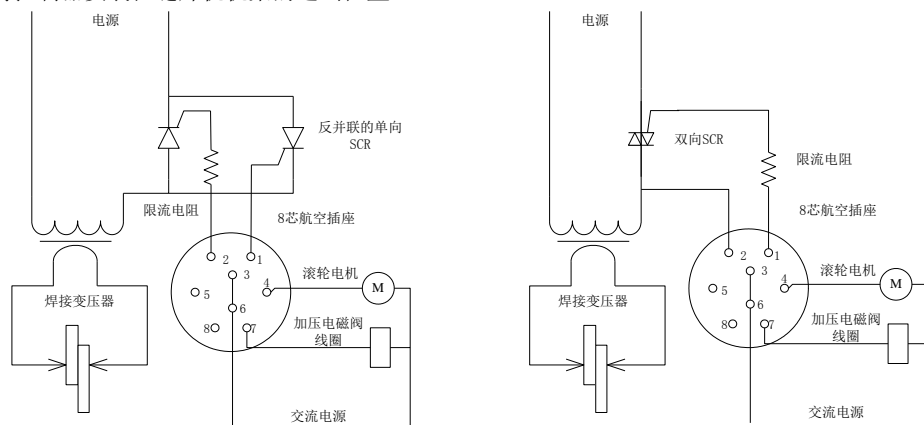 电源
反并联的单向
SCR
限流电阻
8芯航空插座
2
1
3
4
5
6
8
7
滚轮电机
M
焊接变压器
加压电磁阀
线圈
交流电源
电源
双向SCR
限流电阻
8芯航空插座
2
1
3
4
5
6
8
7
滚轮电机
M
焊接变压器
加压电磁阀
线圈
交流电源